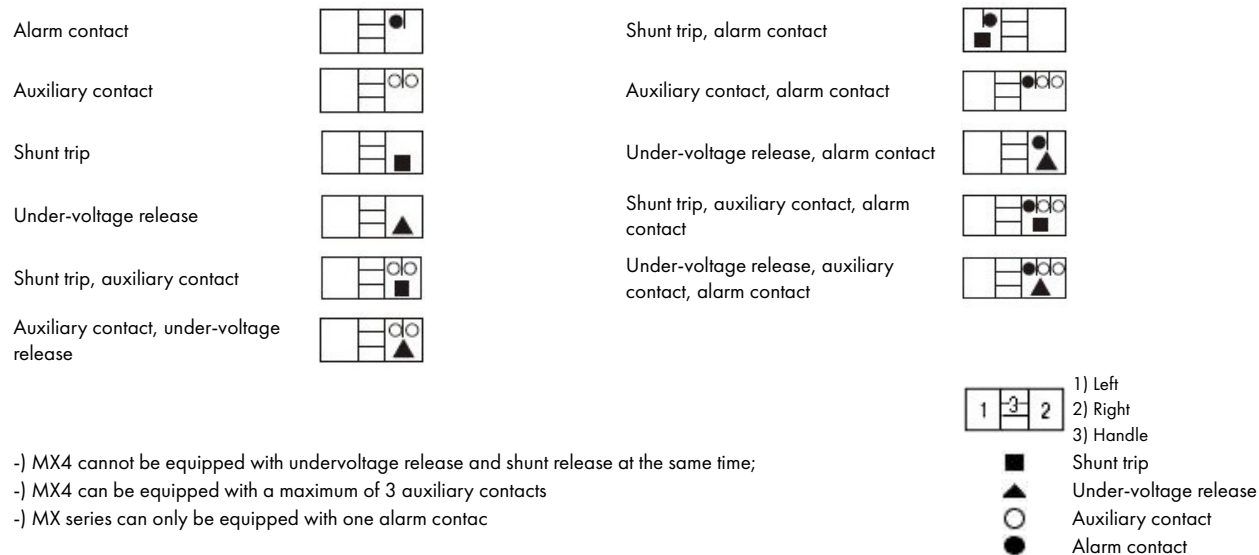 Alarm contact
Auxiliary contact
Shunt trip
Under-voltage release
Shunt trip, auxiliary contact
Auxiliary contact, under-voltage
release
Shunt trip, alarm contact
Auxiliary contact, alarm contact
Under-voltage release, alarm contact
Shunt trip, auxiliary contact, alarm
contact
Under-voltage release, auxiliary
contact, alarm contact
1 3 2
1) Left
2) Right
3) Handle
Shunt trip
Under-voltage release
Auxiliary contact
Alarm contact
-) MX4 cannot be equipped with undervoltage release and shunt release at the same time;
-) MX4 can be equipped with a maximum of 3 auxiliary contacts
-) MX series can only be equipped with one alarm contac